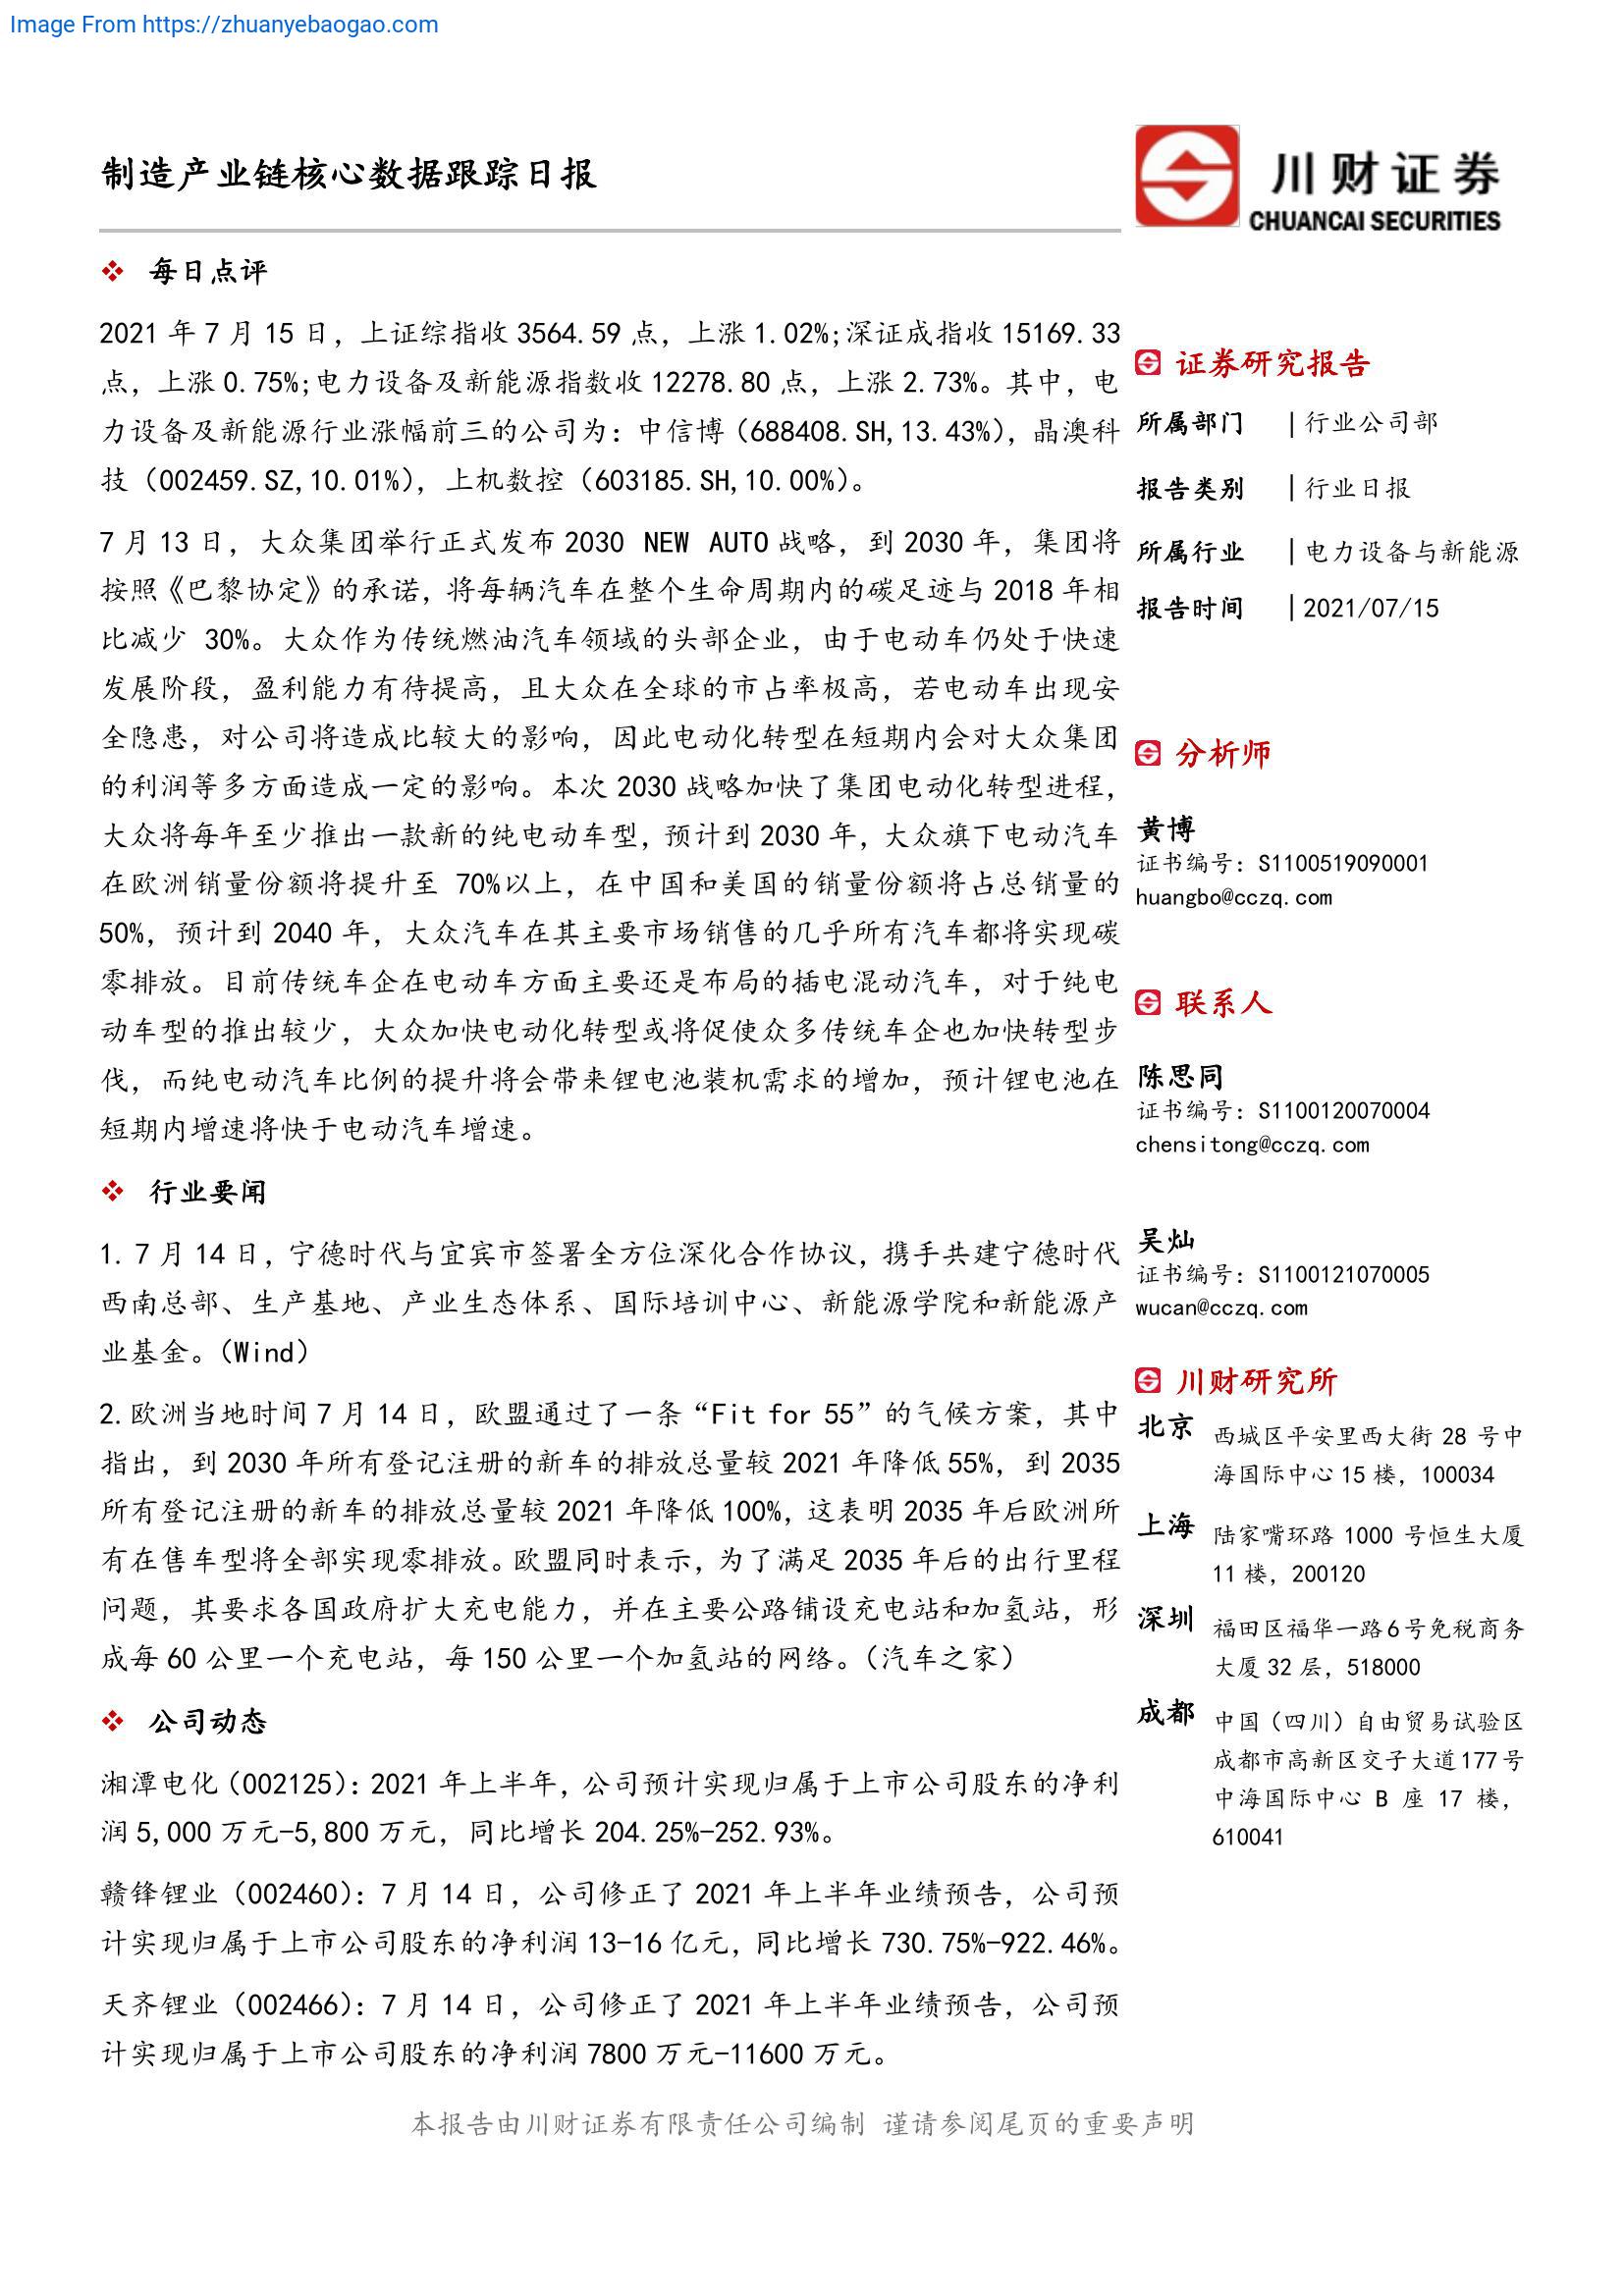 Image From https://zhuanyebaogao.com
制造产业链核心数据跟踪日报
川财证券
CHUANCAI SECURITIES
❖ 每日点评
2021 年 7 月 15 日，上证综指收 3564.59 点，上涨 1.02%;深证成指收 15169.33
点，上涨 0.75%;电力设备及新能源指数收 12278.80 点，上涨 2.73%。其中，电
力设备及新能源行业涨幅前三的公司为：中信博（688408.SH,13.43%），晶澳科
技（002459.SZ,10.01%），上机数控（603185.SH,10.00%）。
7 月 13 日，大众集团举行正式发布 2030 NEW AUTO 战略，到 2030 年，集团将
按照《巴黎协定》的承诺，将每辆汽车在整个生命周期内的碳足迹与 2018 年相
比减少 30%。大众作为传统燃油汽车领域的头部企业，由于电动车仍处于快速
发展阶段，盈利能力有待提高，且大众在全球的市占率极高，若电动车出现安
全隐患，对公司将造成比较大的影响，因此电动化转型在短期内会对大众集团
的利润等多方面造成一定的影响。本次 2030 战略加快了集团电动化转型进程，
大众将每年至少推出一款新的纯电动车型，预计到 2030 年，大众旗下电动汽车
在欧洲销量份额将提升至 70%以上，在中国和美国的销量份额将占总销量的
50%，预计到 2040 年，大众汽车在其主要市场销售的几乎所有汽车都将实现碳
零排放。目前传统车企在电动车方面主要还是布局的插电混动汽车，对于纯电
动车型的推出较少，大众加快电动化转型或将促使众多传统车企也加快转型步
伐，而纯电动汽车比例的提升将会带来锂电池装机需求的增加，预计锂电池在
短期内增速将快于电动汽车增速。
❖ 行业要闻
1. 7 月 14 日，宁德时代与宜宾市签署全方位深化合作协议，携手共建宁德时代
西南总部、生产基地、产业生态体系、国际培训中心、新能源学院和新能源产
业基金。（Wind）
2.欧洲当地时间 7 月 14 日，欧盟通过了一条“Fit for 55”的气候方案，其中
指出，到 2030 年所有登记注册的新车的排放总量较 2021 年降低 55%，到 2035
所有登记注册的新车的排放总量较 2021 年降低 100%，这表明 2035 年后欧洲所
有在售车型将全部实现零排放。欧盟同时表示，为了满足 2035 年后的出行里程
问题，其要求各国政府扩大充电能力，并在主要公路铺设充电站和加氢站，形
成每 60 公里一个充电站，每 150 公里一个加氢站的网络。（汽车之家）
❖ 公司动态
湘潭电化（002125）：2021 年上半年，公司预计实现归属于上市公司股东的净利
润 5,000 万元-5,800 万元，同比增长 204.25%-252.93%。
赣锋锂业（002460）：7 月 14 日，公司修正了 2021 年上半年业绩预告，公司预
计实现归属于上市公司股东的净利润 13-16 亿元，同比增长 730.75%-922.46%。
天齐锂业（002466）：7 月 14 日，公司修正了 2021 年上半年业绩预告，公司预
计实现归属于上市公司股东的净利润 7800 万元-11600 万元。
证券研究报告
所属部门 | 行业公司部
报告类别 | 行业日报
所属行业 | 电力设备与新能源
报告时间 | 2021/07/15
分析师
黄博
证书编号：S1100519090001
huangbo@cczq.com
联系人
陈思同
证书编号：S1100120070004
chensitong@cczq.com
吴灿
证书编号：S1100121070005
wucan@cczq.com
川财研究所
北京 西城区平安里西大街 28 号中
海国际中心 15 楼，100034
上海 陆家嘴环路 1000 号恒生大厦
11 楼，200120
深圳 福田区福华一路 6 号免税商务
大厦 32 层，518000
成都 中国（四川）自由贸易试验区
成都市高新区交子大道 177 号
中海国际中心 B 座 17 楼，
610041
本报告由川财证券有限责任公司编制 谨请参阅尾页的重要声明